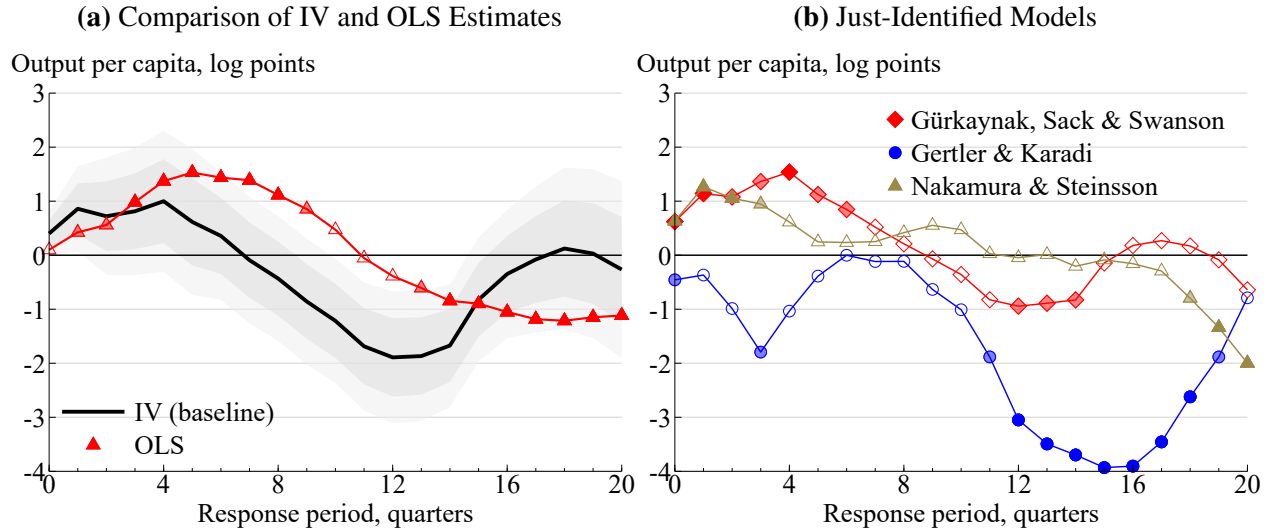 (a) Comparison of IV and OLS Estimates
Output per capita, log points
3
2
1
0
-1
-2
-3
-4
IV (baseline)
OLS
0 4 8 12 16 20
Response period, quarters
(b) Just-Identified Models
Output per capita, log points
3
2
1
0
-1
-2
-3
-4
Gürkaynak, Sack & Swanson
Gertler & Karadi
Nakamura & Steinsson
0 4 8 12 16 20
Response period, quarters